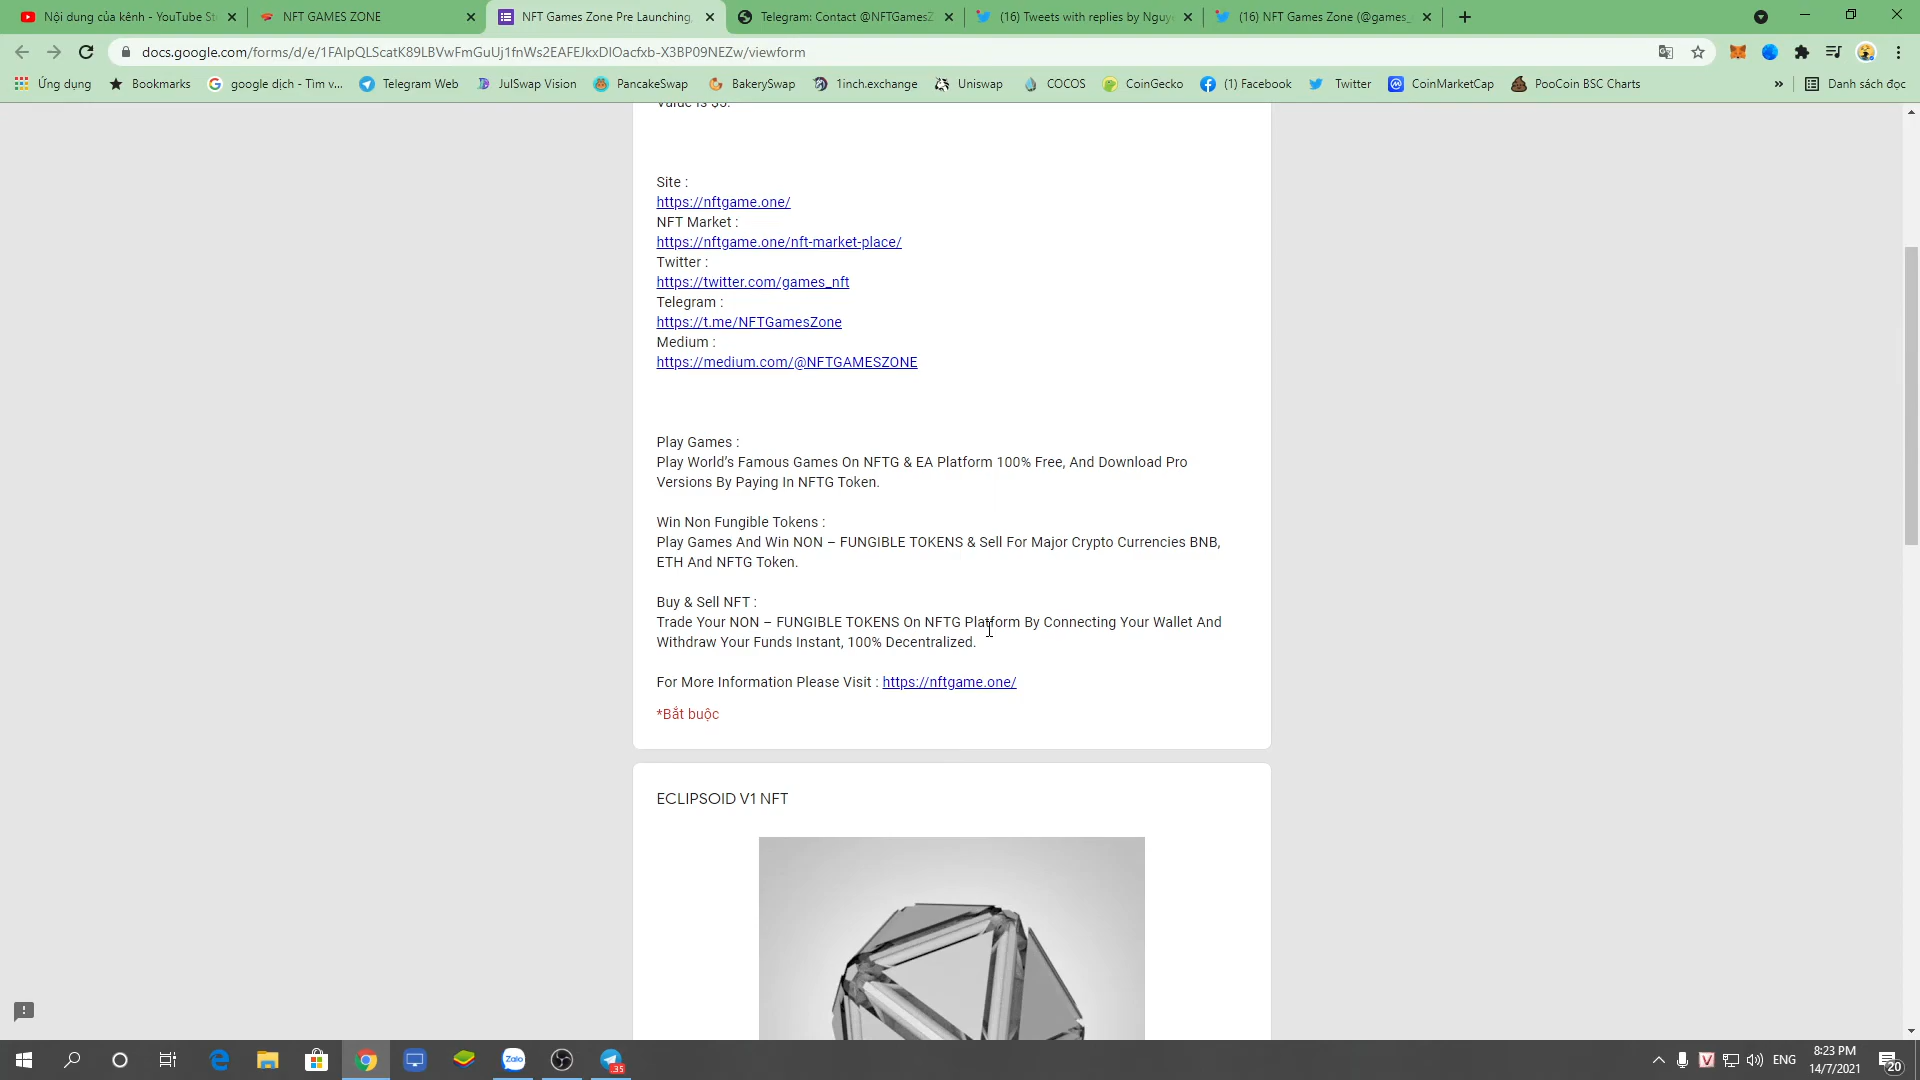 Nội dung của kênh - YouTube St
NFT GAMES ZONE
NFT Games Zone Pre Launching,
Telegram: Contact @NFTGamesZ
(16) Tweets with replies by Nguy
(16) NFT Games Zone (@games_
docs.google.com/forms/d/e/1FAIpQLScatK89LBVwFmGuUj1fnWs2EAFEJkxDIOacfxb-X3BP09NEZw/viewform
Ứng dụng
Bookmarks
google dịch - Tìm v...
Telegram Web
JulSwap Vision
PancakeSwap
BakerySwap
1inch.exchange
Uniswap
COCOS
CoinGecko
(1) Facebook
Twitter
CoinMarketCap
PooCoin BSC Charts
»
Danh sách đọc
Value Is $5.
Site :
https://nftgame.one/
NFT Market :
https://nftgame.one/nft-market-place/
Twitter :
https://twitter.com/games_nft
Telegram :
https://t.me/NFTGamesZone
Medium :
https://medium.com/@NFTGAMESZONE
Play Games :
Play World's Famous Games On NFTG & EA Platform 100% Free, And Download Pro
Versions By Paying In NFTG Token.
Win Non Fungible Tokens :
Play Games And Win NON – FUNGIBLE TOKENS & Sell For Major Crypto Currencies BNB,
ETH And NFTG Token.
Buy & Sell NFT :
Trade Your NON – FUNGIBLE TOKENS On NFTG Platform By Connecting Your Wallet And
Withdraw Your Funds Instant, 100% Decentralized.
For More Information Please Visit : https://nftgame.one/
*Bắt buộc
ECLIPSOID V1 NFT
Zalo
35
V
ENG
8:23 PM
14/7/2021
20